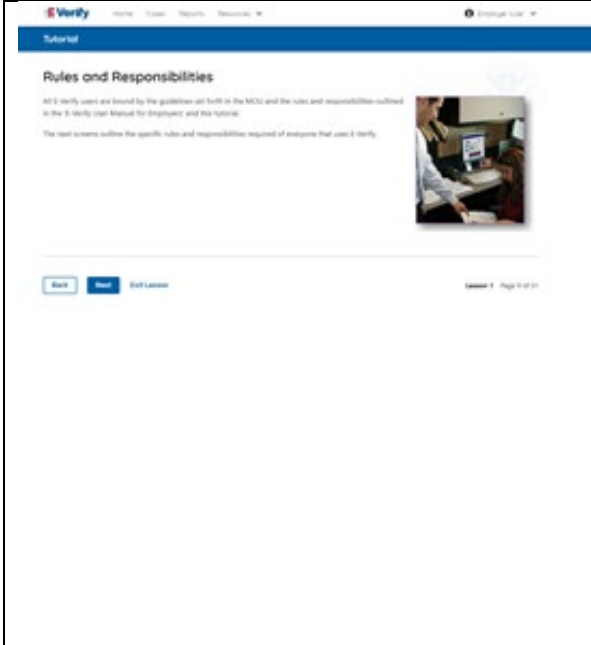 E-Verify
Home Cases Reports Resources
Employer User
Tutorial
Rules and Responsibilities
All E-Verify users are bound by the guidelines set forth in the MOU and the rules and responsibilities outlined
in the E-Verify User Manual for Employers and this tutorial.
The next screens outline the specific rules and responsibilities required of everyone that uses E-Verify.
Back Next Exit Lesson
Lesson 1 Page of 31